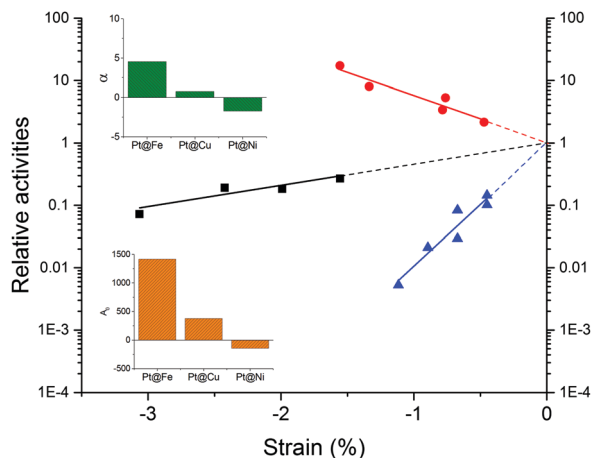 100
10
1
0.1
0.01
1E-3
1E-4
Relative activities
100
10
1
0.1
0.01
1E-3
1E-4
-3
-2
-1
0
Strain (%)
10
5
0
-5
α
Pt@Fe Pt@Cu Pt@Ni
1500
1000
500
0
-500
A₀
Pt@Fe Pt@Cu Pt@Ni